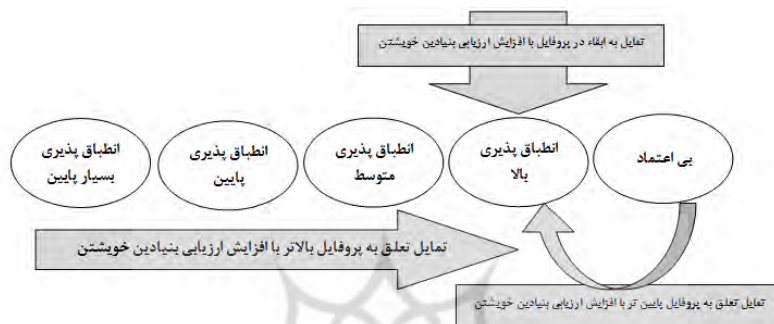 تمایل به ابقاء در پروفایل با افزایش ارزیابی بنیادین خویشتن
بی اعتماد
انطباق پذیری
بالا
انطباق پذیری
متوسط
انطباق پذیری
پایین
انطباق پذیری
بسیار پایین
تمایل تعلق به پروفایل بالاتر با افزایش ارزیابی بنیادین خویشتن
تمایل تعلق به پروفایل پایین تر با افزایش ارزیابی بنیادین خویشتن